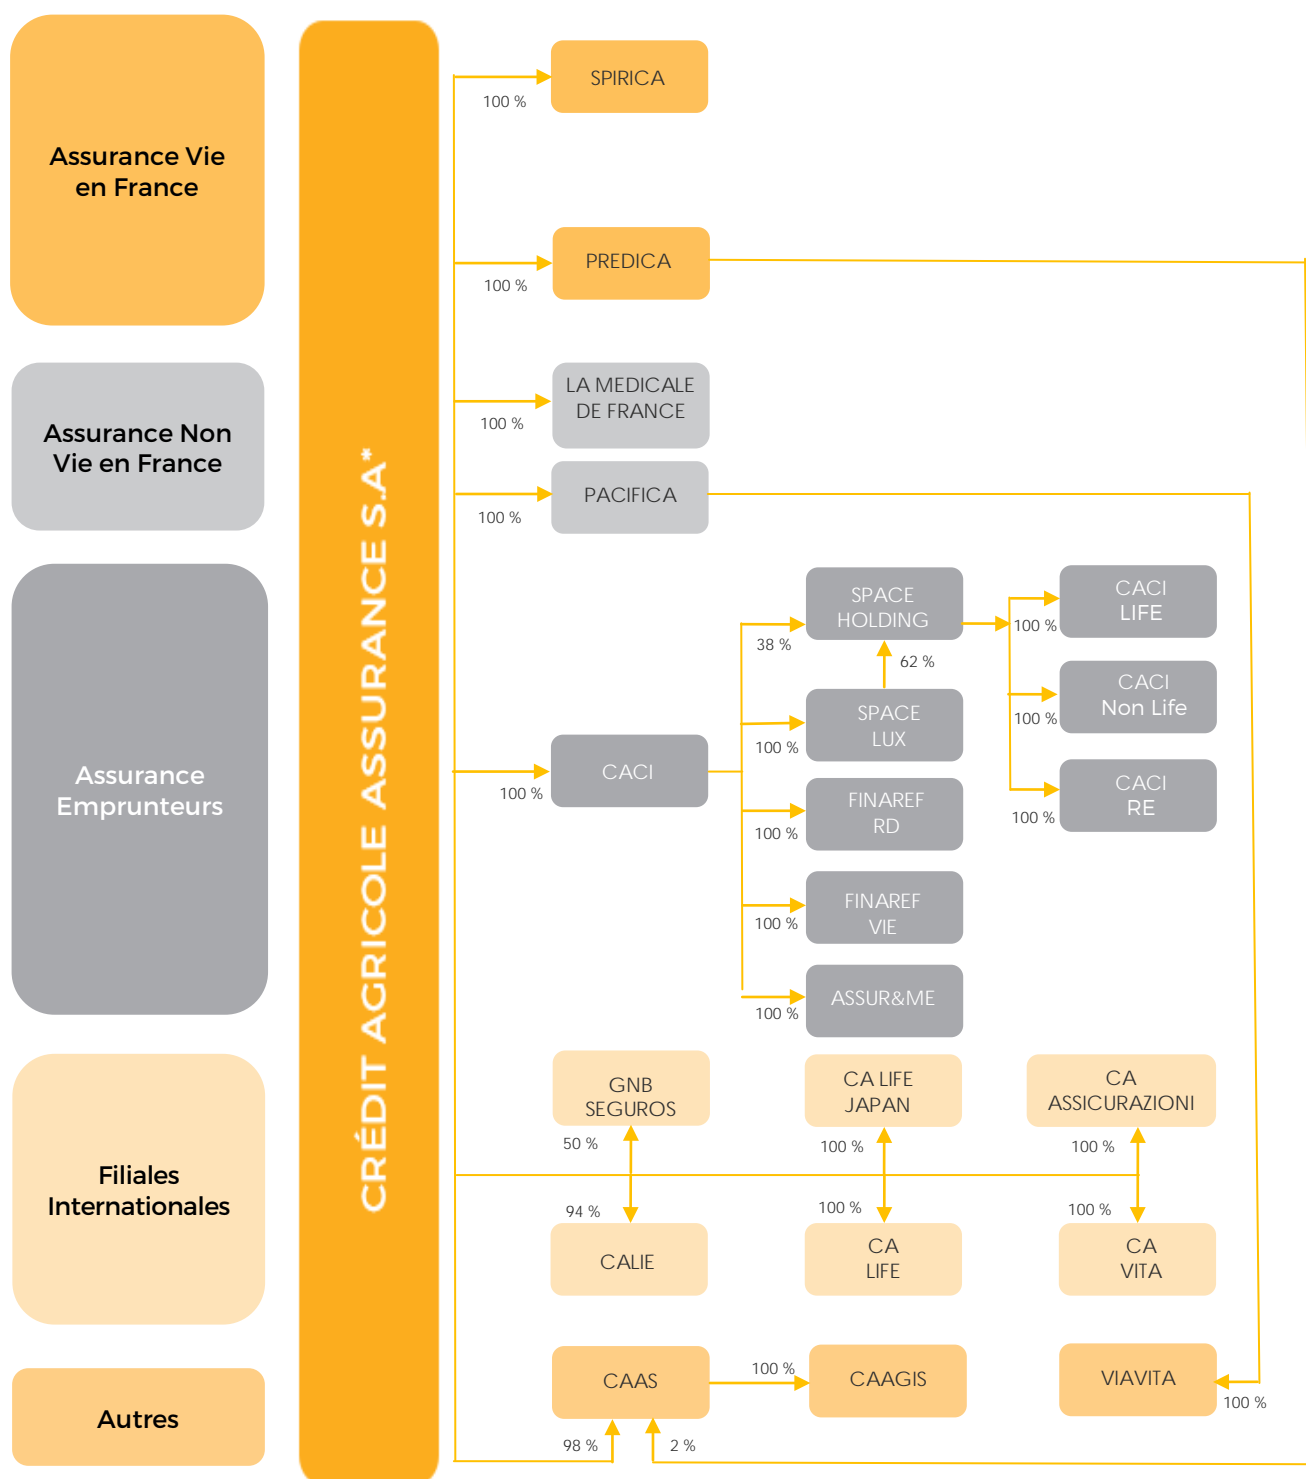 Assurance Vie
en France
Assurance Non
Vie en France
Assurance
Emprunteurs
Filiales
Internationales
Autres
CRÉDIT AGRICOLE ASSURANCE S.A*
100 %
SPIRICA
100 %
PREDICA
100 %
LA MEDICALE
DE FRANCE
100 %
PACIFICA
100 %
CACI
38 %
SPACE
HOLDING
62 %
100 %
SPACE
LUX
100 %
FINAREF
RD
100 %
FINAREF
VIE
100 %
ASSUR&ME
100 %
CACI
LIFE
100 %
CACI
Non Life
100 %
CACI
RE
GNB
SEGUROS
50 %
CA LIFE
JAPAN
100 %
CA
ASSICURAZIONI
100 %
94 %
CALIE
100 %
CA
LIFE
100 %
CA
VITA
CAAS
100 %
CAAGIS
VIAVITA
100 %
98 %
2 %